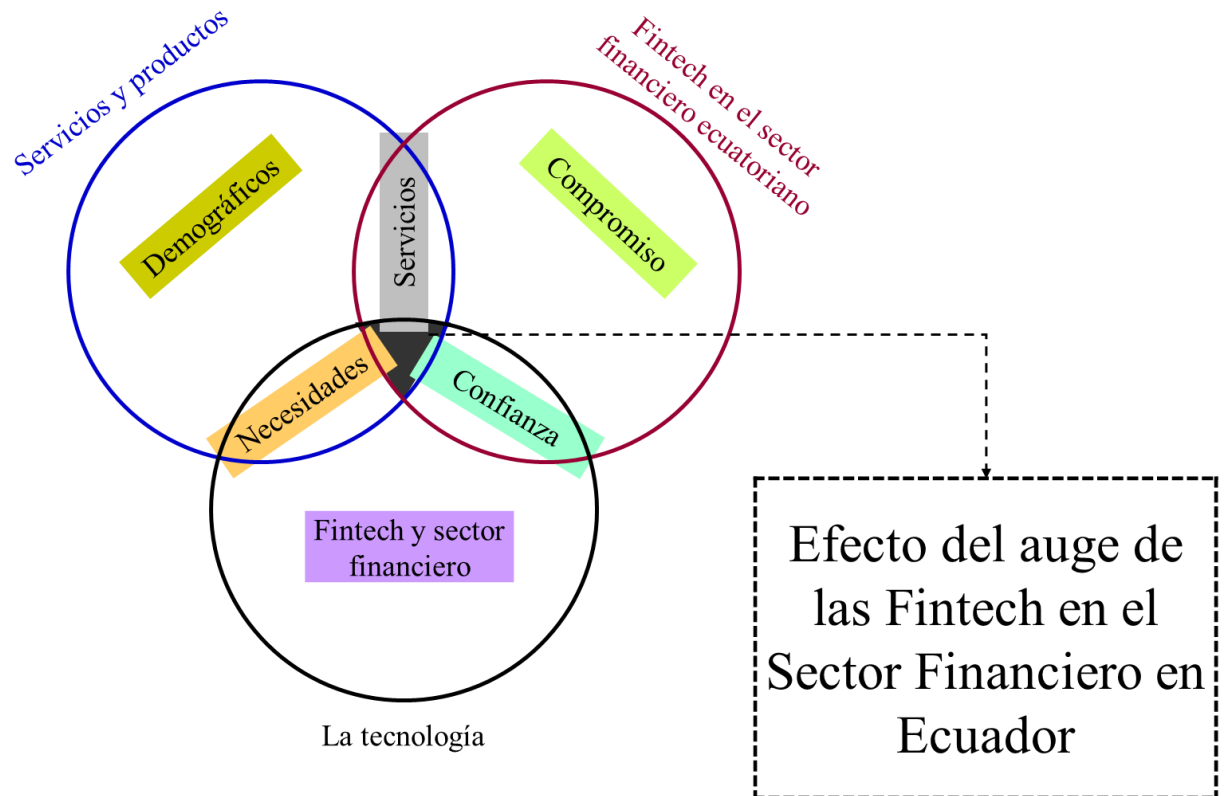 Servicios y productos
Fintech en el sector
financiero ecuatoriano
Demográficos
Servicios
Compromiso
Necesidades
Confianza
Fintech y sector
financiero
La tecnología
Efecto del auge de
las Fintech en el
Sector Financiero en
Ecuador